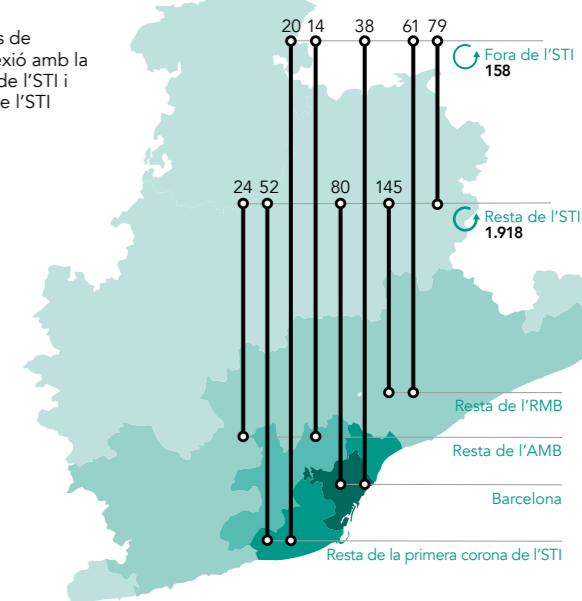 s de
exió amb la
de l'STI i
e l'STI
20 14 38 61 79
Fora de l'STI
158
24 52 80 145
Resta de l'STI
1.918
Resta de l'RMB
Resta de l'AMB
Barcelona
Resta de la primera corona de l'STI